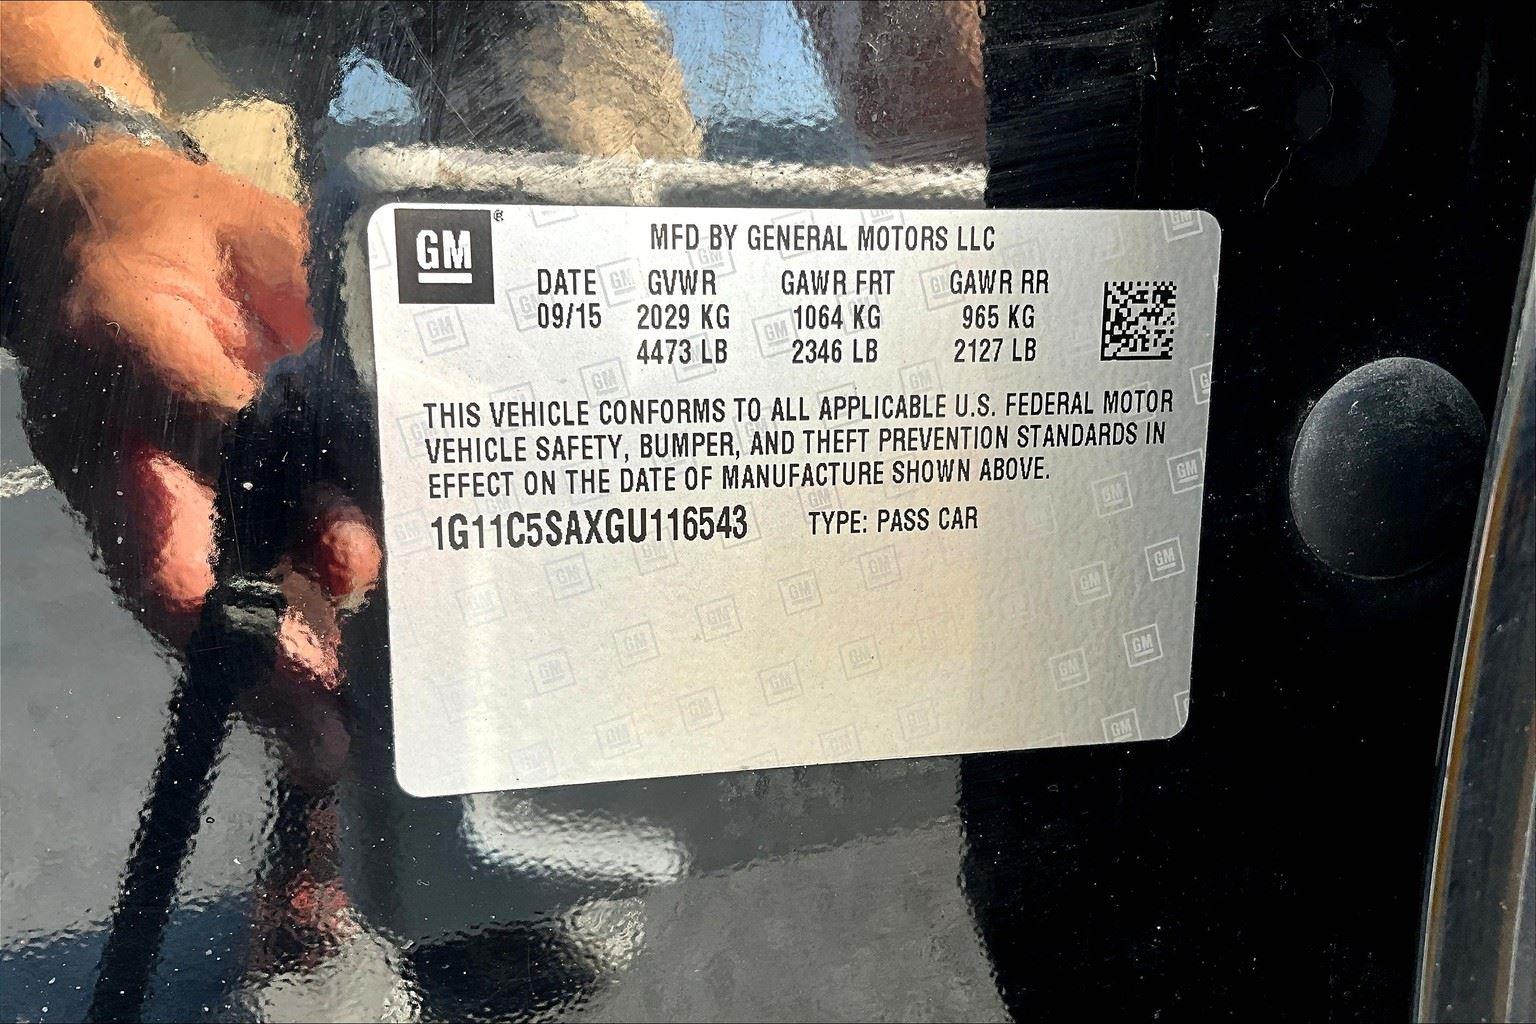 GM®
MFD BY GENERAL MOTORS LLC
DATE GVWR GAWR FRT GAWR RR
09/15 2029 KG 1064 KG 965 KG
4473 LB 2346 LB 2127 LB
THIS VEHICLE CONFORMS TO ALL APPLICABLE U.S. FEDERAL MOTOR
VEHICLE SAFETY, BUMPER, AND THEFT PREVENTION STANDARDS IN
EFFECT ON THE DATE OF MANUFACTURE SHOWN ABOVE.
1G11C5SAXGU116543 TYPE: PASS CAR